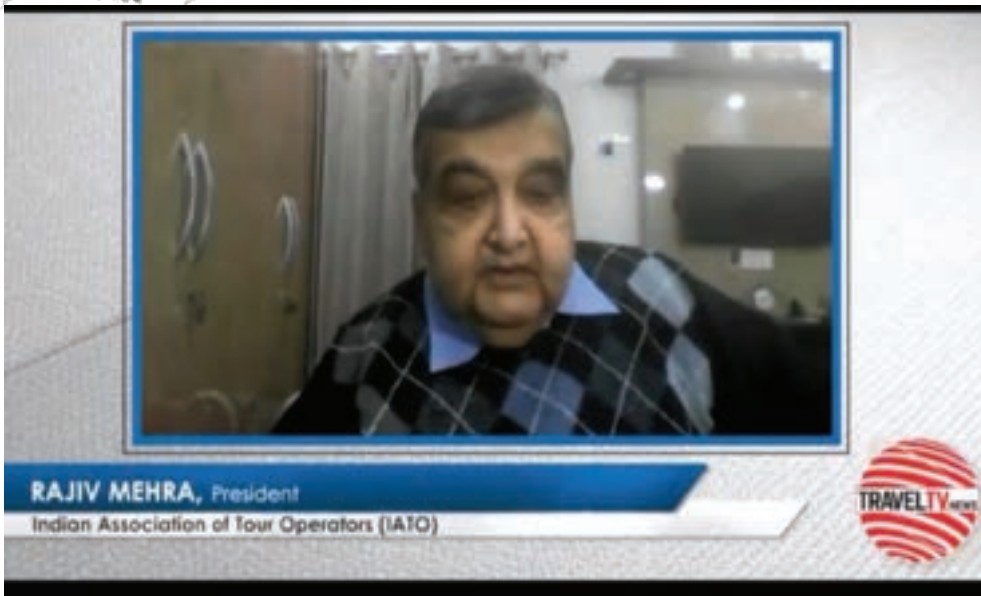 RAJIV MEHRA, President
Indian Association of Tour Operators (IATO)
TRAVELTV.NEWS